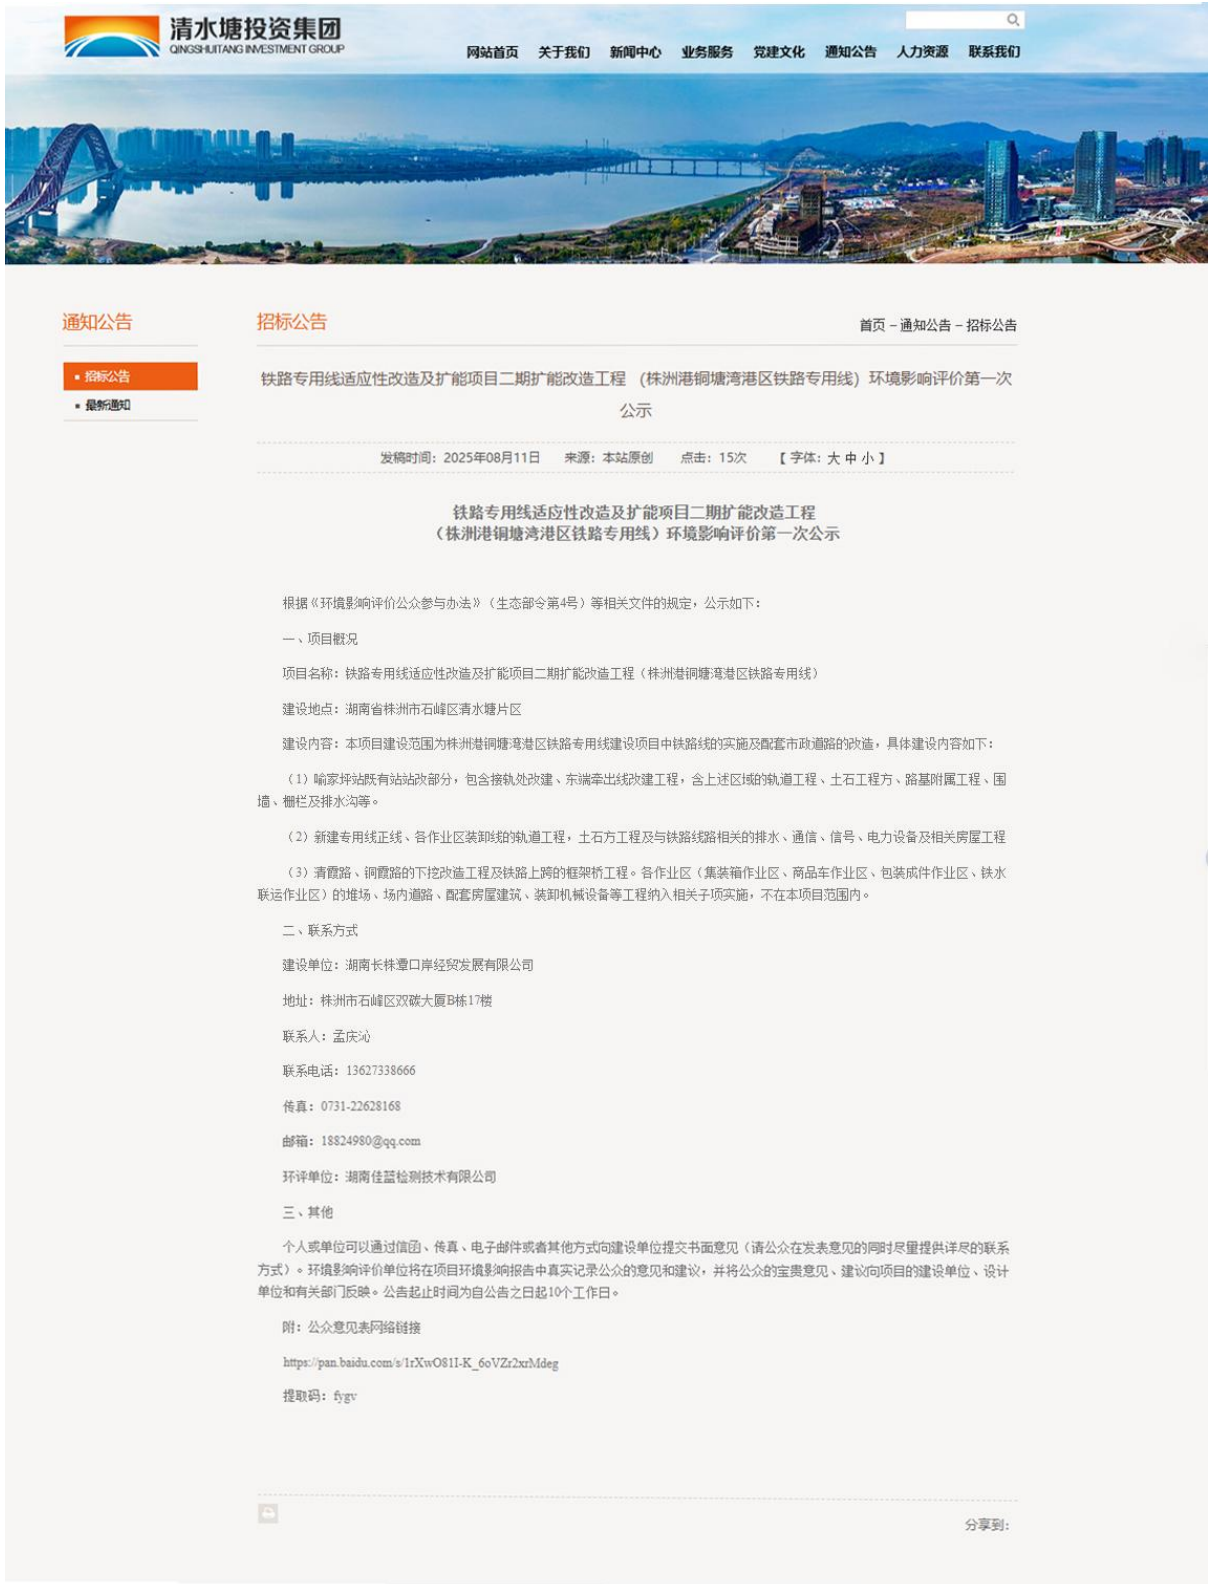 清水塘投资集团
QINGSHUITANG INVESTMENT GROUP
网站首页 关于我们 新闻中心 业务服务 党建文化 通知公告 人力资源 联系我们
通知公告
招标公告
最新通知
招标公告
首页 – 通知公告 – 招标公告
铁路专用线适应性改造及扩能项目二期扩能改造工程 （株洲港铜塘湾港区铁路专用线）环境影响评价第一次
公示
发稿时间：2025年08月11日 来源：本站原创 点击：15次 【 字体：大 中 小 】
铁路专用线适应性改造及扩能项目二期扩能改造工程
（株洲港铜塘湾港区铁路专用线）环境影响评价第一次公示
根据《环境影响评价公众参与办法》（生态部令第4号）等相关文件的规定，公示如下：
一、项目概况
项目名称：铁路专用线适应性改造及扩能项目二期扩能改造工程（株洲港铜塘湾港区铁路专用线）
建设地点：湖南省株洲市石峰区清水塘片区
建设内容：本项目建设范围为株洲港铜塘湾港区铁路专用线建设项目中铁路线的实施及配套市政道路的改造，具体建设内容如下：
（1）喻家坪站既有站站改部分，包含接轨处改建、东端牵出线改建工程，含上述区域的轨道工程、土石工程方、路基附属工程、围
墙、栅栏及排水沟等。
（2）新建专用线正线、各作业区装卸线的轨道工程，土石方工程及与铁路线路相关的排水、通信、信号、电力设备及相关房屋工程
（3）青霞路、铜霞路的下挖改造工程及铁路上跨的框架桥工程。各作业区（集装箱作业区、商品车作业区、包装成件作业区、铁水
联运作业区）的堆场、场内道路、配套房屋建筑、装卸机械设备等工程纳入相关子项实施，不在本项目范围内。
二、联系方式
建设单位：湖南长株潭口岸经贸发展有限公司
地址：株洲市石峰区双碳大厦B栋17楼
联系人：孟庆沁
联系电话：13627338666
传真：0731-22628168
邮箱：18824980@qq.com
环评单位：湖南佳蓝检测技术有限公司
三、其他
个人或单位可以通过信函、传真、电子邮件或者其他方式向建设单位提交书面意见（请公众在发表意见的同时尽量提供详尽的联系
方式）。环境影响评价单位将在项目环境影响报告中真实记录公众的意见和建议，并将公众的宝贵意见、建议向项目的建设单位、设计
单位和有关部门反映。公告起止时间为自公告之日起10个工作日。
附：公众意见表网络链接
https://pan.baidu.com/s/1rXwO81I-K_6oVZr2xrMdeg
提取码：fygv
分享到：